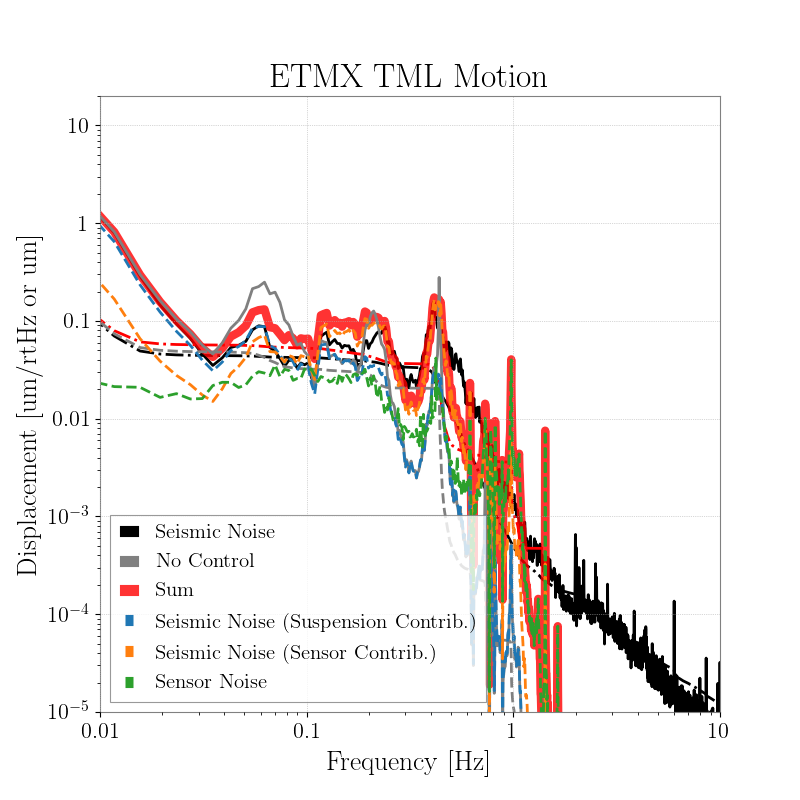 ETMX TML Motion
Displacement [um/rtHz or um]
10
1
0.1
0.01
10−3
10−4
10−5
Seismic Noise
No Control
Sum
Seismic Noise (Suspension Contrib.)
Seismic Noise (Sensor Contrib.)
Sensor Noise
0.01 0.1 1 10
Frequency [Hz]